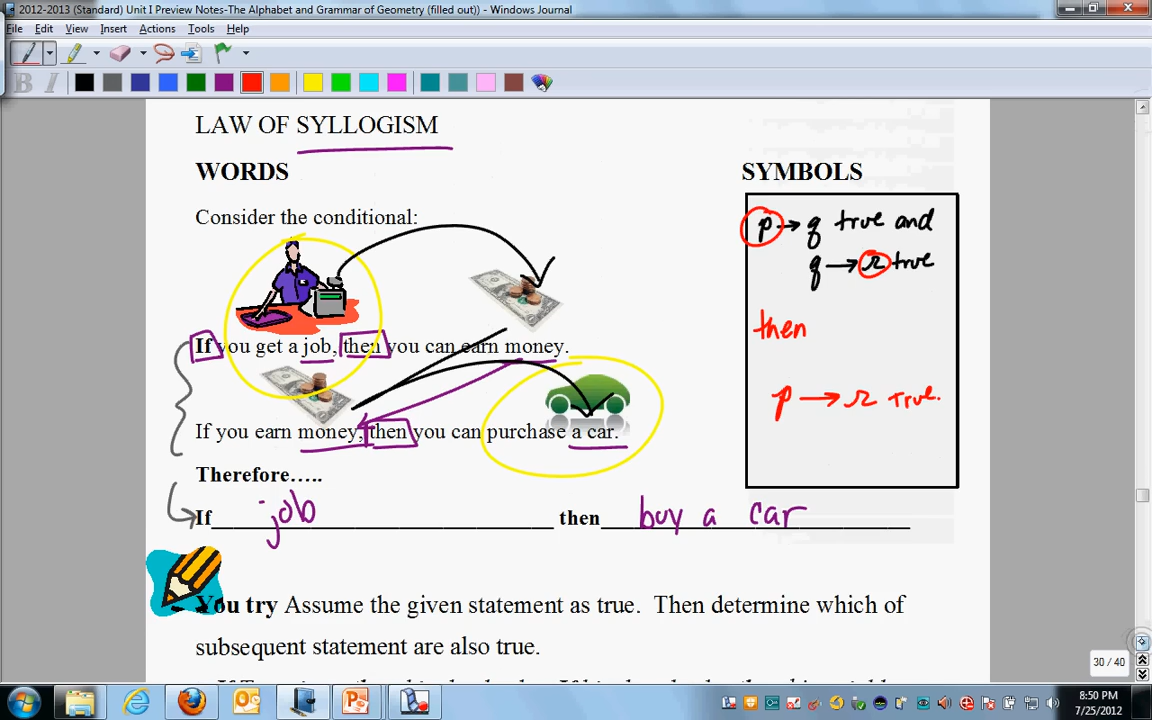 2012-2013 (Standard) Unit I Preview Notes-The Alphabet and Grammar of Geometry (filled out)) - Windows Journal
File Edit View Insert Actions Tools Help
B I
LAW OF SYLLOGISM
WORDS
SYMBOLS
Consider the conditional:
p → q true and
q → r true
If you get a job, then you can earn money.
then
p → r true.
If you earn money, then you can purchase a car.
Therefore…..
If job then buy a car
You try Assume the given statement as true. Then determine which of
subsequent statement are also true.
30 / 40
8:50 PM
7/25/2012